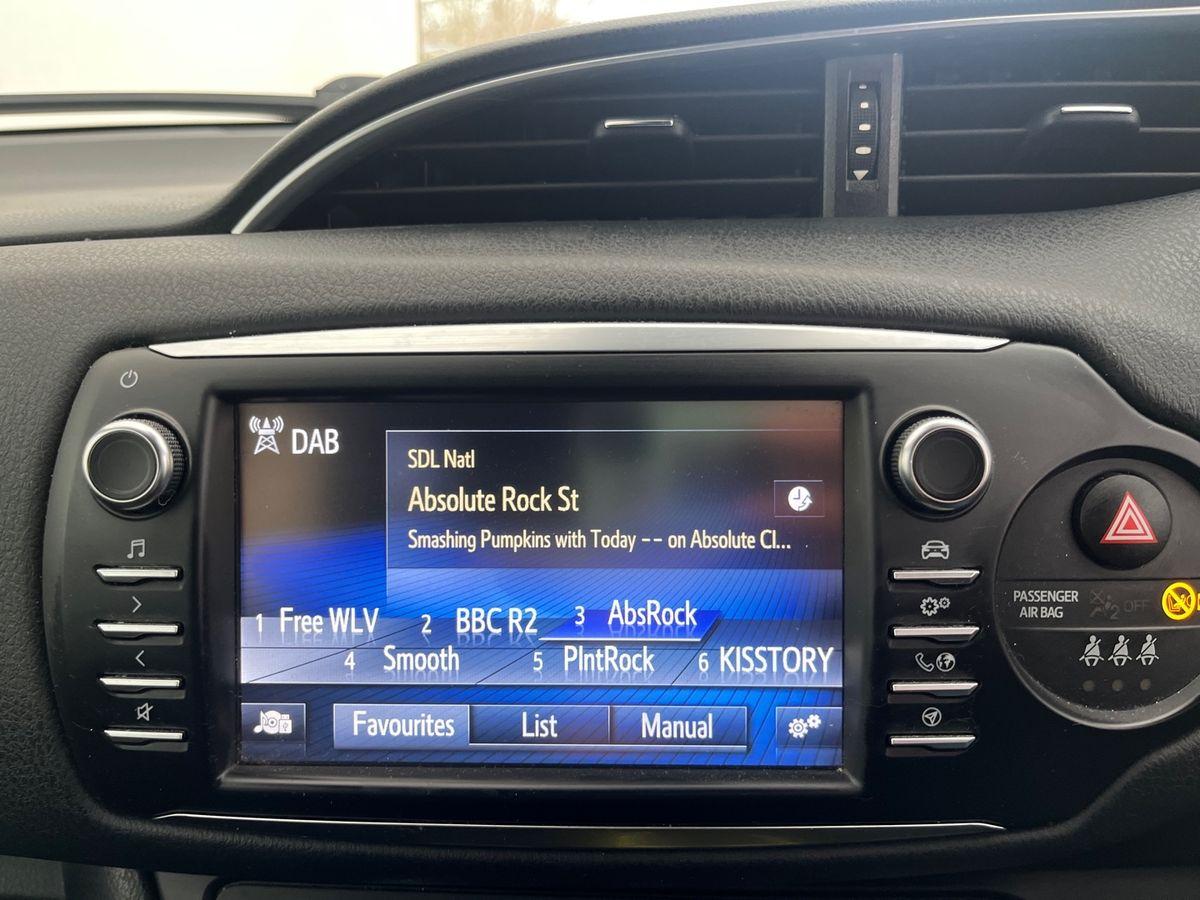 DAB
SDL Natl
Absolute Rock St
Smashing Pumpkins with Today -- on Absolute Cl...
1 Free WLV 2 BBC R2 3 AbsRock
4 Smooth 5 PlntRock 6 KISSTORY
Favourites List Manual
PASSENGER
AIR BAG
2 OFF